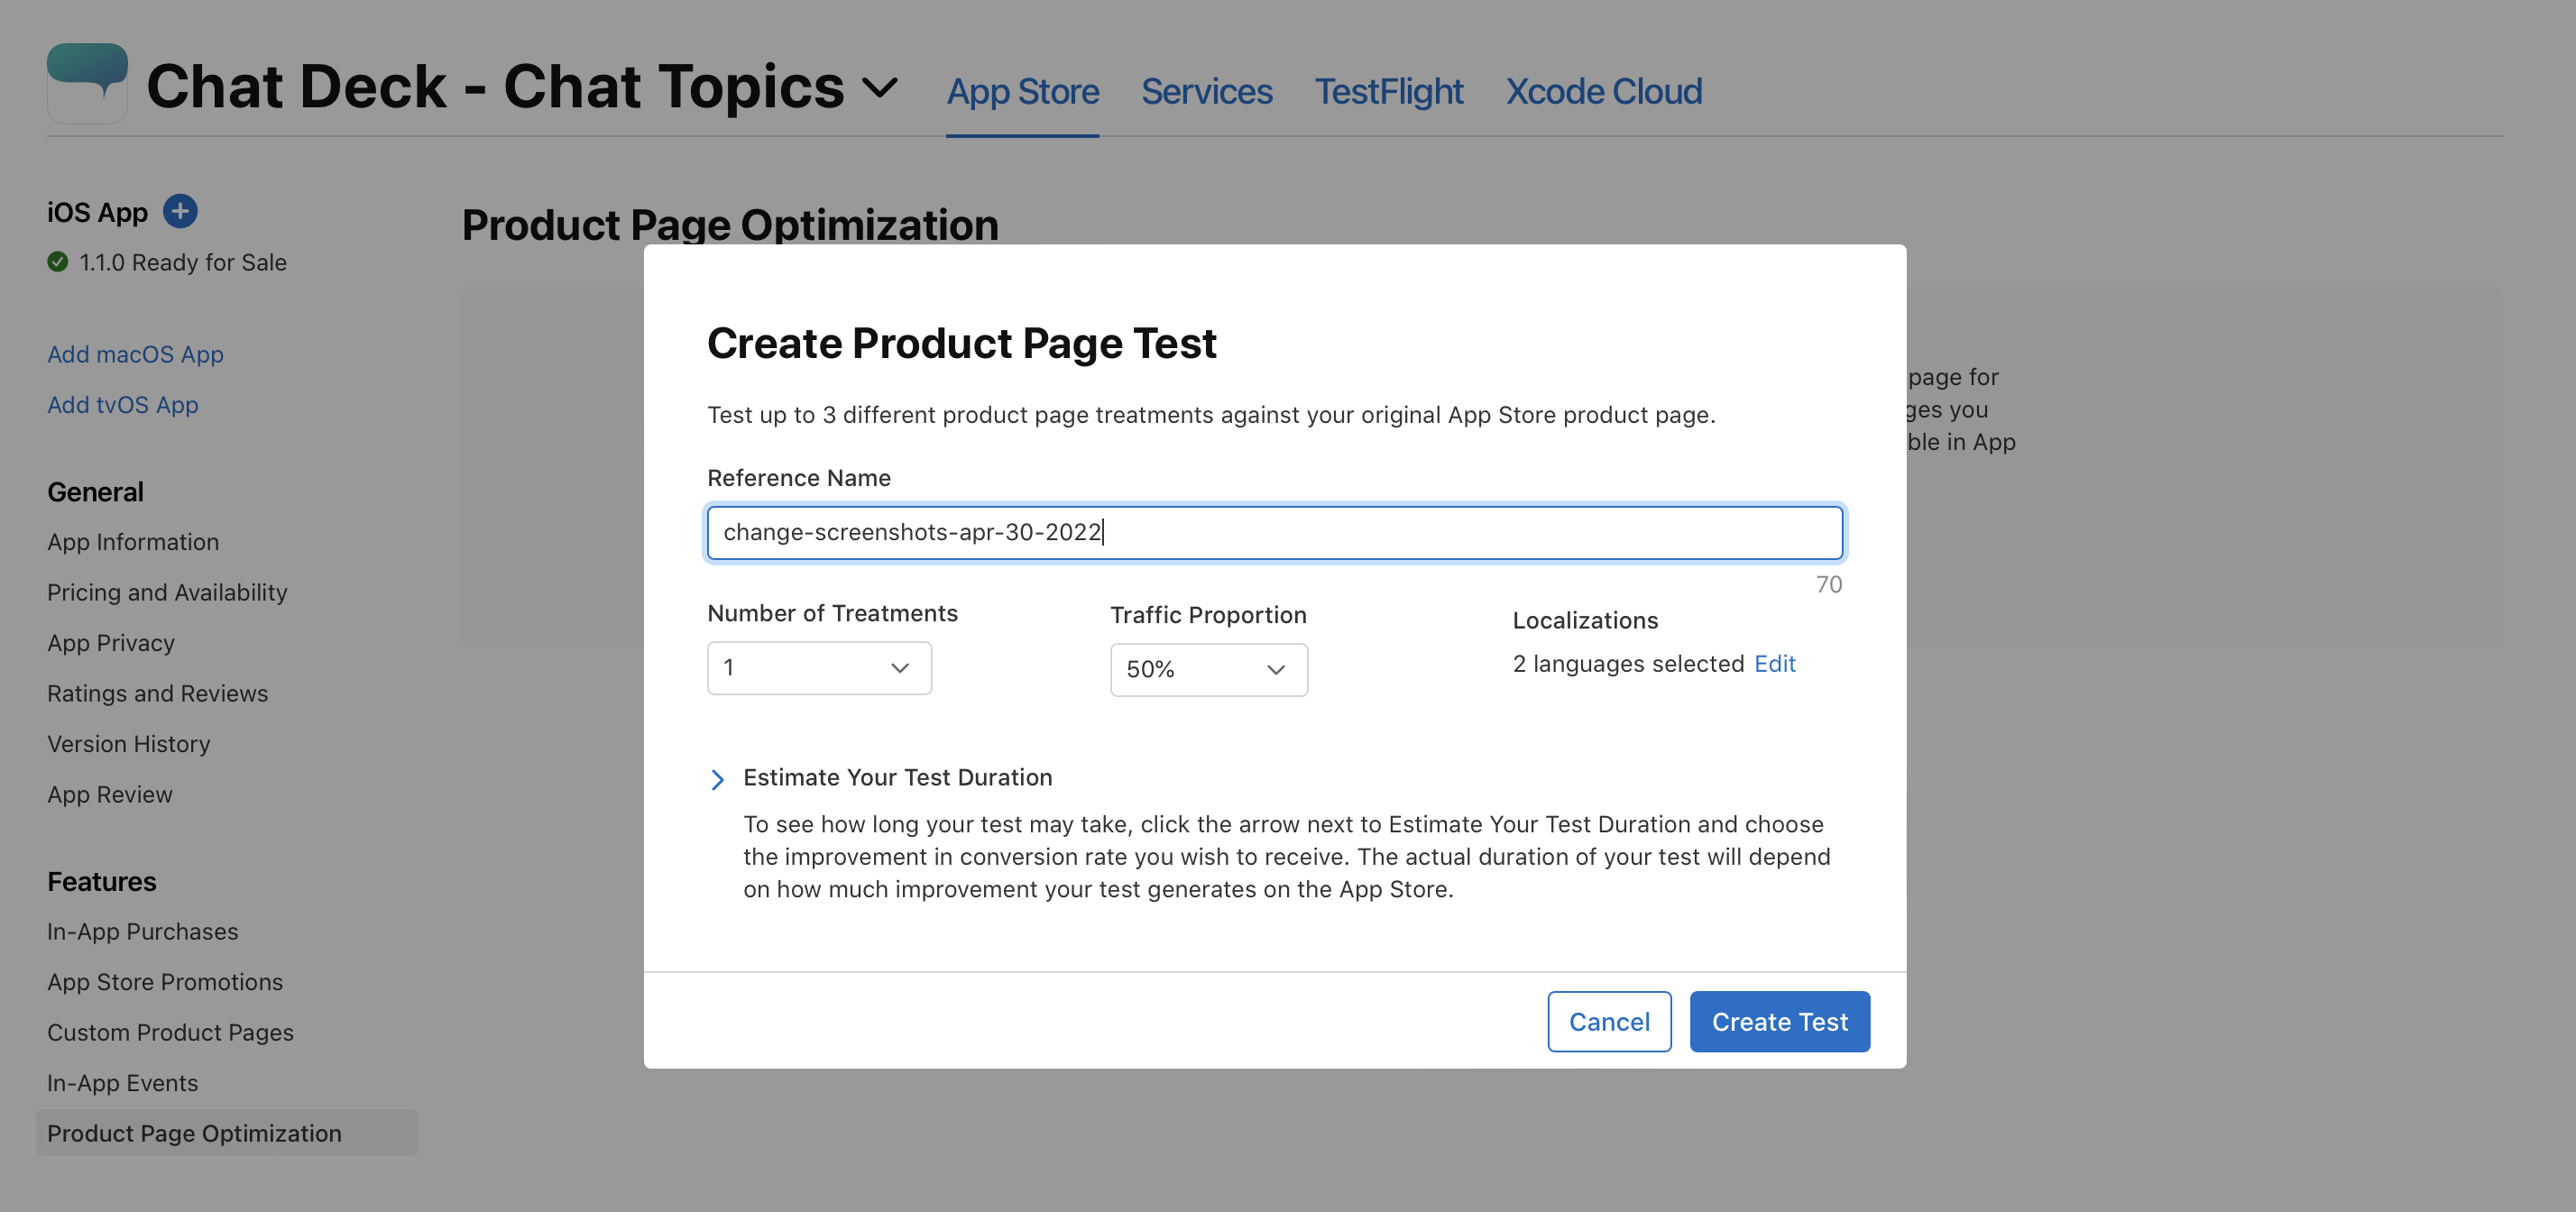 Chat Deck - Chat Topics
App Store
Services
TestFlight
Xcode Cloud
iOS App
1.1.0 Ready for Sale
Add macOS App
Add tvOS App
General
App Information
Pricing and Availability
App Privacy
Ratings and Reviews
Version History
App Review
Features
In-App Purchases
App Store Promotions
Custom Product Pages
In-App Events
Product Page Optimization
Product Page Optimization
page for
ges you
ble in App
Create Product Page Test
Test up to 3 different product page treatments against your original App Store product page.
Reference Name
change-screenshots-apr-30-2022
70
Number of Treatments
1
Traffic Proportion
50%
Localizations
2 languages selected Edit
Estimate Your Test Duration
To see how long your test may take, click the arrow next to Estimate Your Test Duration and choose
the improvement in conversion rate you wish to receive. The actual duration of your test will depend
on how much improvement your test generates on the App Store.
Cancel
Create Test